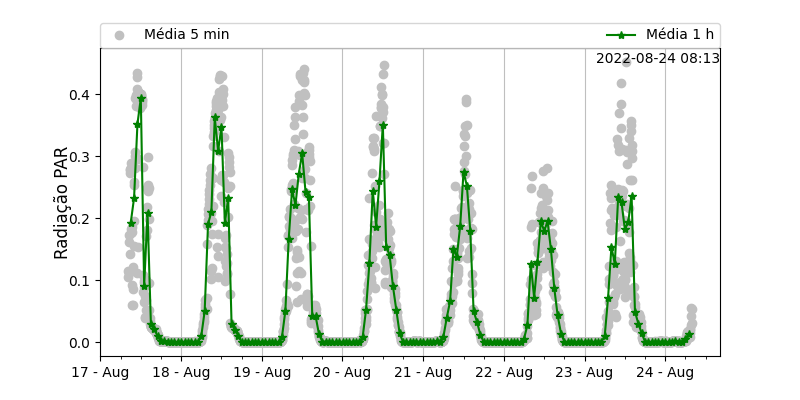 Média 5 min
Média 1 h
2022-08-24 08:13
Radiação PAR
0.4
0.3
0.2
0.1
0.0
17 - Aug
18 - Aug
19 - Aug
20 - Aug
21 - Aug
22 - Aug
23 - Aug
24 - Aug